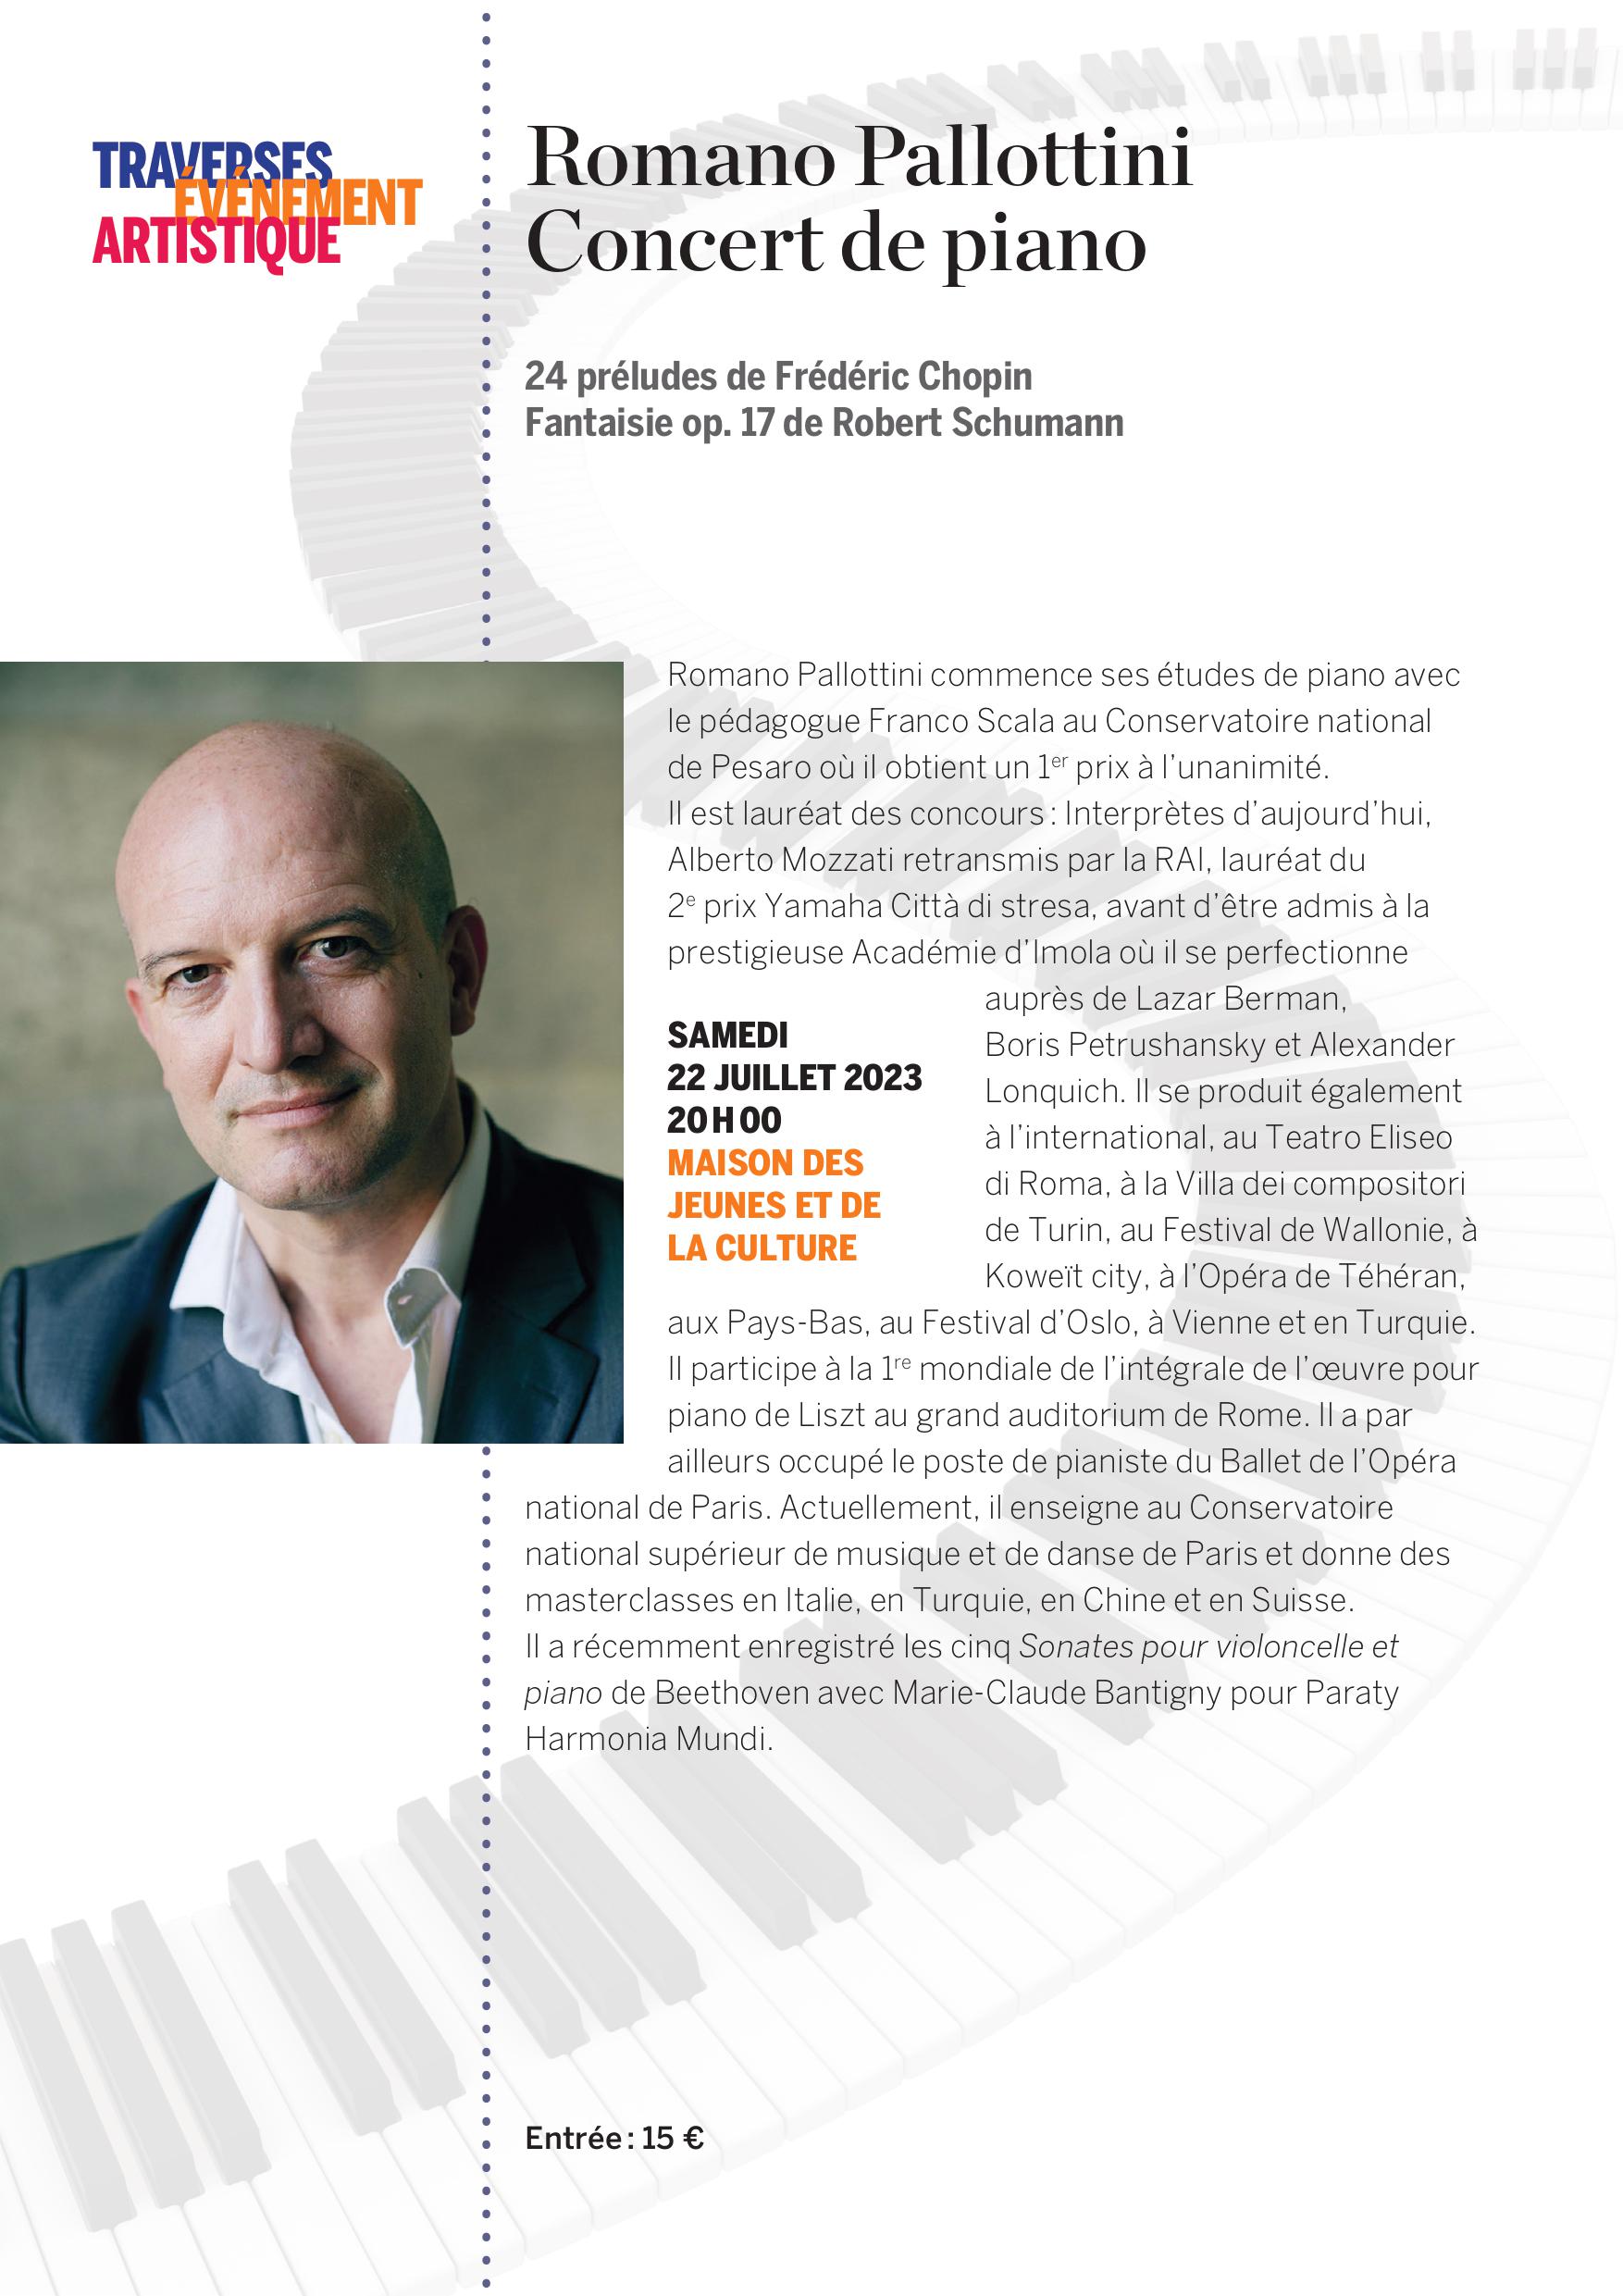 TRAVERSES
ÉVÉNEMENT
ARTISTIQUE
Romano Pallottini
Concert de piano
24 préludes de Frédéric Chopin
Fantaisie op. 17 de Robert Schumann
Romano Pallottini commence ses études de piano avec
le pédagogue Franco Scala au Conservatoire national
de Pesaro où il obtient un 1er prix à l’unanimité.
Il est lauréat des concours : Interprètes d’aujourd’hui,
Alberto Mozzati retransmis par la RAI, lauréat du
2e prix Yamaha Città di stresa, avant d’être admis à la
prestigieuse Académie d’Imola où il se perfectionne
auprès de Lazar Berman,
Boris Petrushansky et Alexander
Lonquich. Il se produit également
à l’international, au Teatro Eliseo
di Roma, à la Villa dei compositori
de Turin, au Festival de Wallonie, à
Koweït city, à l’Opéra de Téhéran,
aux Pays-Bas, au Festival d’Oslo, à Vienne et en Turquie.
Il participe à la 1re mondiale de l’intégrale de l’œuvre pour
piano de Liszt au grand auditorium de Rome. Il a par
ailleurs occupé le poste de pianiste du Ballet de l’Opéra
national de Paris. Actuellement, il enseigne au Conservatoire
national supérieur de musique et de danse de Paris et donne des
masterclasses en Italie, en Turquie, en Chine et en Suisse.
Il a récemment enregistré les cinq Sonates pour violoncelle et
piano de Beethoven avec Marie-Claude Bantigny pour Paraty
Harmonia Mundi.
SAMEDI
22 JUILLET 2023
20 H 00
MAISON DES
JEUNES ET DE
LA CULTURE
Entrée : 15 €